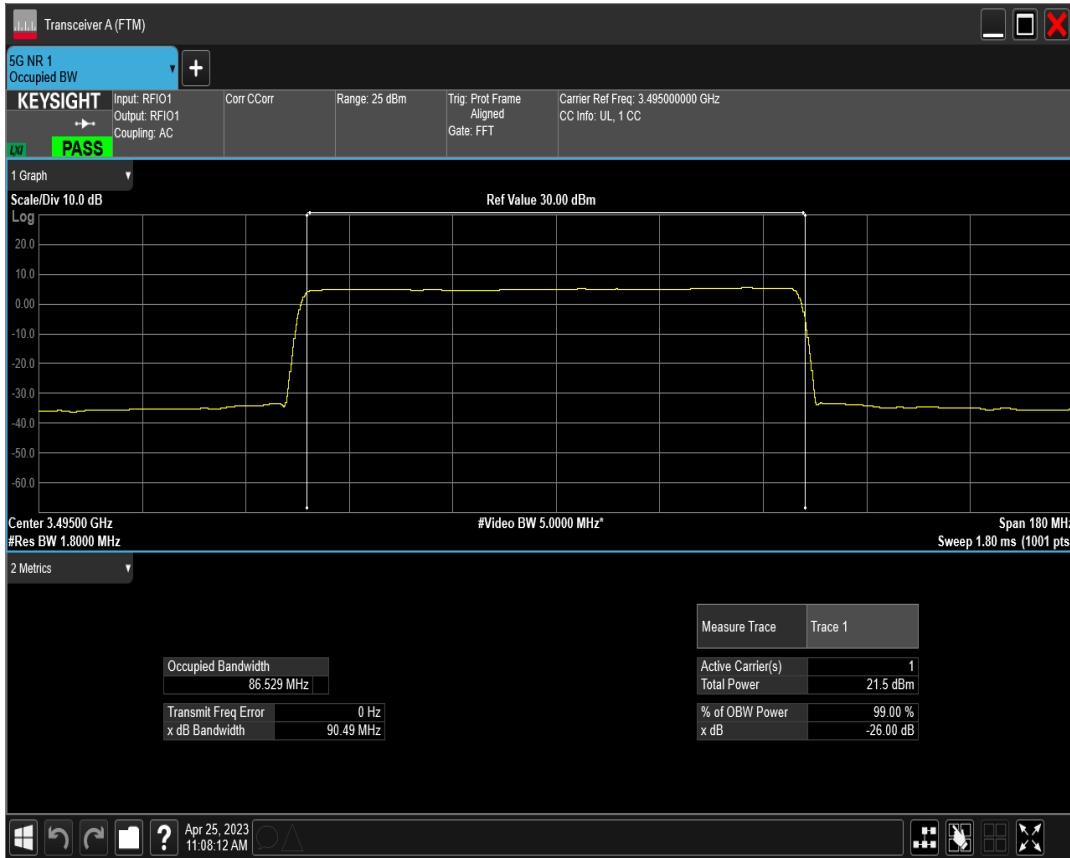 Transceiver A (FTM)
5G NR 1
Occupied BW
+
KEYSIGHT
LXI
PASS
Input: RFIO1
Output: RFIO1
Coupling: AC
Corr CCorr
Range: 25 dBm
Trig: Prot Frame
Aligned
Gate: FFT
Carrier Ref Freq: 3.495000000 GHz
CC Info: UL, 1 CC
1 Graph
Scale/Div 10.0 dB
Ref Value 30.00 dBm
Log
20.0
10.0
0.00
-10.0
-20.0
-30.0
-40.0
-50.0
-60.0
Center 3.49500 GHz
#Video BW 5.0000 MHz*
Span 180 MHz
#Res BW 1.8000 MHz
Sweep 1.80 ms (1001 pts
2 Metrics
Measure Trace Trace 1
Occupied Bandwidth
86.529 MHz
Active Carrier(s) 1
Total Power 21.5 dBm
Transmit Freq Error 0 Hz
x dB Bandwidth 90.49 MHz
% of OBW Power 99.00 %
x dB -26.00 dB
?
Apr 25, 2023
11:08:12 AM